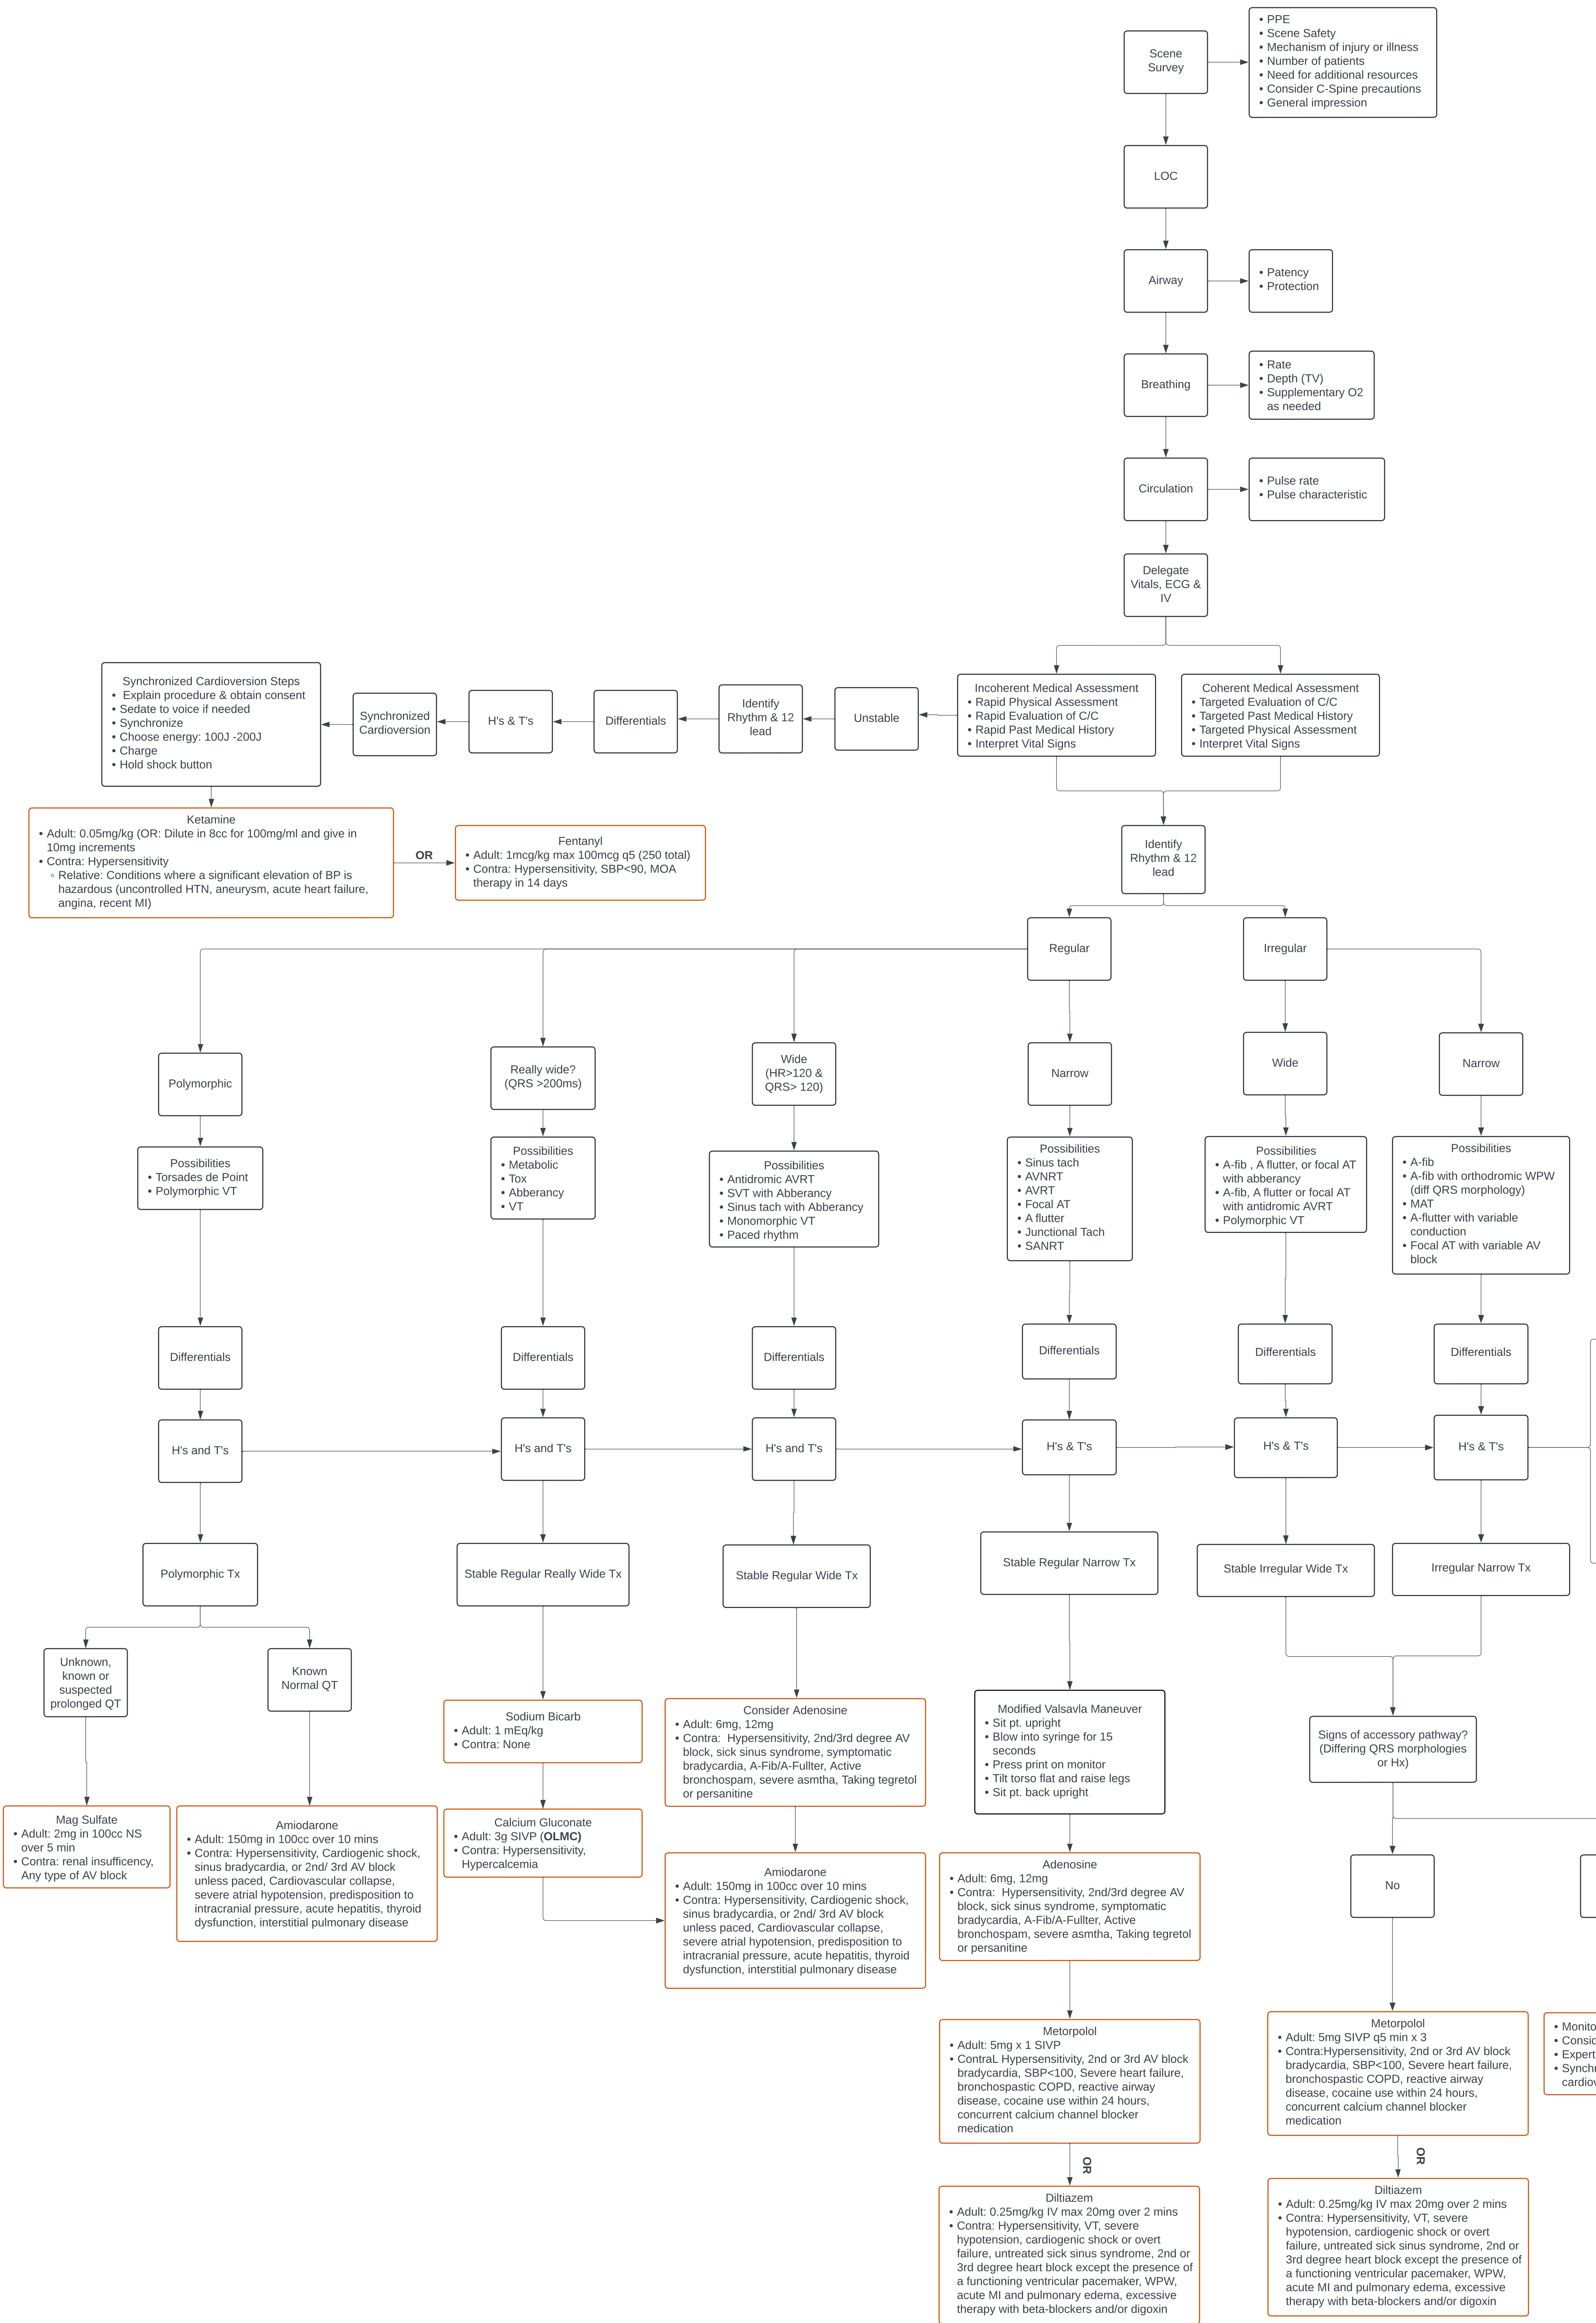 Scene
Survey
• PPE
• Scene Safety
• Mechanism of injury or illness
• Number of patients
• Need for additional resources
• Consider C-Spine precautions
• General impression
LOC
Airway
• Patency
• Protection
Breathing
• Rate
• Depth (TV)
• Supplementary O2
as needed
Circulation
• Pulse rate
• Pulse characteristic
Delegate
Vitals, ECG &
IV
Incoherent Medical Assessment
• Rapid Physical Assessment
• Rapid Evaluation of C/C
• Rapid Past Medical History
• Interpret Vital Signs
Coherent Medical Assessment
• Targeted Evaluation of C/C
• Targeted Past Medical History
• Targeted Physical Assessment
• Interpret Vital Signs
Unstable
Identify
Rhythm & 12
lead
Differentials
H's & T's
Synchronized
Cardioversion
Synchronized Cardioversion Steps
• Explain procedure & obtain consent
• Sedate to voice if needed
• Synchronize
• Choose energy: 100J -200J
• Charge
• Hold shock button
Ketamine
• Adult: 0.05mg/kg (OR: Dilute in 8cc for 100mg/ml and give in
10mg increments
• Contra: Hypersensitivity
◦ Relative: Conditions where a significant elevation of BP is
hazardous (uncontrolled HTN, aneurysm, acute heart failure,
angina, recent MI)
OR
Fentanyl
• Adult: 1mcg/kg max 100mcg q5 (250 total)
• Contra: Hypersensitivity, SBP<90, MOA
therapy in 14 days
Identify
Rhythm & 12
lead
Regular
Irregular
Polymorphic
Really wide?
(QRS >200ms)
Wide
(HR>120 &
QRS> 120)
Narrow
Wide
Narrow
Possibilities
• Torsades de Point
• Polymorphic VT
Possibilities
• Metabolic
• Tox
• Abberancy
• VT
Possibilities
• Antidromic AVRT
• SVT with Abberancy
• Sinus tach with Abberancy
• Monomorphic VT
• Paced rhythm
Possibilities
• Sinus tach
• AVNRT
• AVRT
• Focal AT
• A flutter
• Junctional Tach
• SANRT
Possibilities
• A-fib , A flutter, or focal AT
with abberancy
• A-fib, A flutter or focal AT
with antidromic AVRT
• Polymorphic VT
Possibilities
• A-fib
• A-fib with orthodromic WPW
(diff QRS morphology)
• MAT
• A-flutter with variable
conduction
• Focal AT with variable AV
block
Differentials
Differentials
Differentials
Differentials
Differentials
Differentials
H's and T's
H's and T's
H's and T's
H's & T's
H's & T's
H's & T's
Polymorphic Tx
Stable Regular Really Wide Tx
Stable Regular Wide Tx
Stable Regular Narrow Tx
Stable Irregular Wide Tx
Irregular Narrow Tx
Unknown,
known or
suspected
prolonged QT
Known
Normal QT
Mag Sulfate
• Adult: 2mg in 100cc NS
over 5 min
• Contra: renal insufficency,
Any type of AV block
Amiodarone
• Adult: 150mg in 100cc over 10 mins
• Contra: Hypersensitivity, Cardiogenic shock,
sinus bradycardia, or 2nd/ 3rd AV block
unless paced, Cardiovascular collapse,
severe atrial hypotension, predisposition to
intracranial pressure, acute hepatitis, thyroid
dysfunction, interstitial pulmonary disease
Sodium Bicarb
• Adult: 1 mEq/kg
• Contra: None
Calcium Gluconate
• Adult: 3g SIVP (OLMC)
• Contra: Hypersensitivity,
Hypercalcemia
Consider Adenosine
• Adult: 6mg, 12mg
• Contra: Hypersensitivity, 2nd/3rd degree AV
block, sick sinus syndrome, symptomatic
bradycardia, A-Fib/A-Fullter, Active
bronchospam, severe asmtha, Taking tegretol
or persanitine
Amiodarone
• Adult: 150mg in 100cc over 10 mins
• Contra: Hypersensitivity, Cardiogenic shock,
sinus bradycardia, or 2nd/ 3rd AV block
unless paced, Cardiovascular collapse,
severe atrial hypotension, predisposition to
intracranial pressure, acute hepatitis, thyroid
dysfunction, interstitial pulmonary disease
Modified Valsavla Maneuver
• Sit pt. upright
• Blow into syringe for 15
seconds
• Press print on monitor
• Tilt torso flat and raise legs
• Sit pt. back upright
Adenosine
• Adult: 6mg, 12mg
• Contra: Hypersensitivity, 2nd/3rd degree AV
block, sick sinus syndrome, symptomatic
bradycardia, A-Fib/A-Fullter, Active
bronchospam, severe asmtha, Taking tegretol
or persanitine
Metorpolol
• Adult: 5mg x 1 SIVP
• ContraL Hypersensitivity, 2nd or 3rd AV block
bradycardia, SBP<100, Severe heart failure,
bronchospastic COPD, reactive airway
disease, cocaine use within 24 hours,
concurrent calcium channel blocker
medication
OR
Diltiazem
• Adult: 0.25mg/kg IV max 20mg over 2 mins
• Contra: Hypersensitivity, VT, severe
hypotension, cardiogenic shock or overt
failure, untreated sick sinus syndrome, 2nd or
3rd degree heart block except the presence of
a functioning ventricular pacemaker, WPW,
acute MI and pulmonary edema, excessive
therapy with beta-blockers and/or digoxin
Signs of accessory pathway?
(Differing QRS morphologies
or Hx)
No
Metorpolol
• Adult: 5mg SIVP q5 min x 3
• Contra:Hypersensitivity, 2nd or 3rd AV block
bradycardia, SBP<100, Severe heart failure,
bronchospastic COPD, reactive airway
disease, cocaine use within 24 hours,
concurrent calcium channel blocker
medication
OR
Diltiazem
• Adult: 0.25mg/kg IV max 20mg over 2 mins
• Contra: Hypersensitivity, VT, severe
hypotension, cardiogenic shock or overt
failure, untreated sick sinus syndrome, 2nd or
3rd degree heart block except the presence of
a functioning ventricular pacemaker, WPW,
acute MI and pulmonary edema, excessive
therapy with beta-blockers and/or digoxin
• Expert